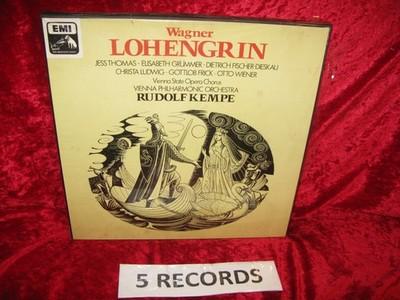 EMI
Wagner
LOHENGRIN
JESS THOMAS · ELISABETH GRÜMMER · DIETRICH FISCHER-DIESKAU
CHRISTA LUDWIG · GOTTLOB FRICK · OTTO WIENER
Vienna State Opera Chorus
VIENNA PHILHARMONIC ORCHESTRA
RUDOLF KEMPE
5 RECORDS